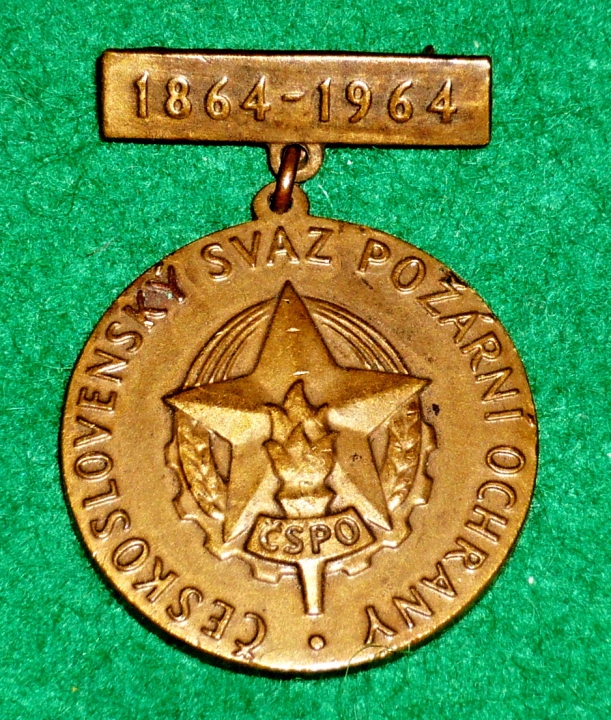 1864-1964
ČESKOSLOVENSKÝ SVAZ POŽÁRNÍ OCHRANY
ČSPO